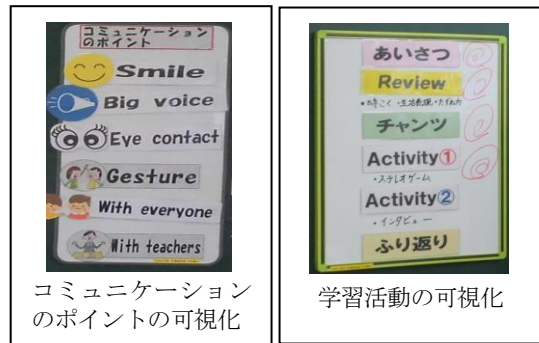 コミュニケーション
のポイント
Smile
Big voice
Eye contact
Gesture
With everyone
With teachers
コミュニケーション
のポイントの可視化
あいさつ
Review
チャンツ
Activity①
・ステレオゲーム
Activity②
・インタビュー
ふり返り
学習活動の可視化